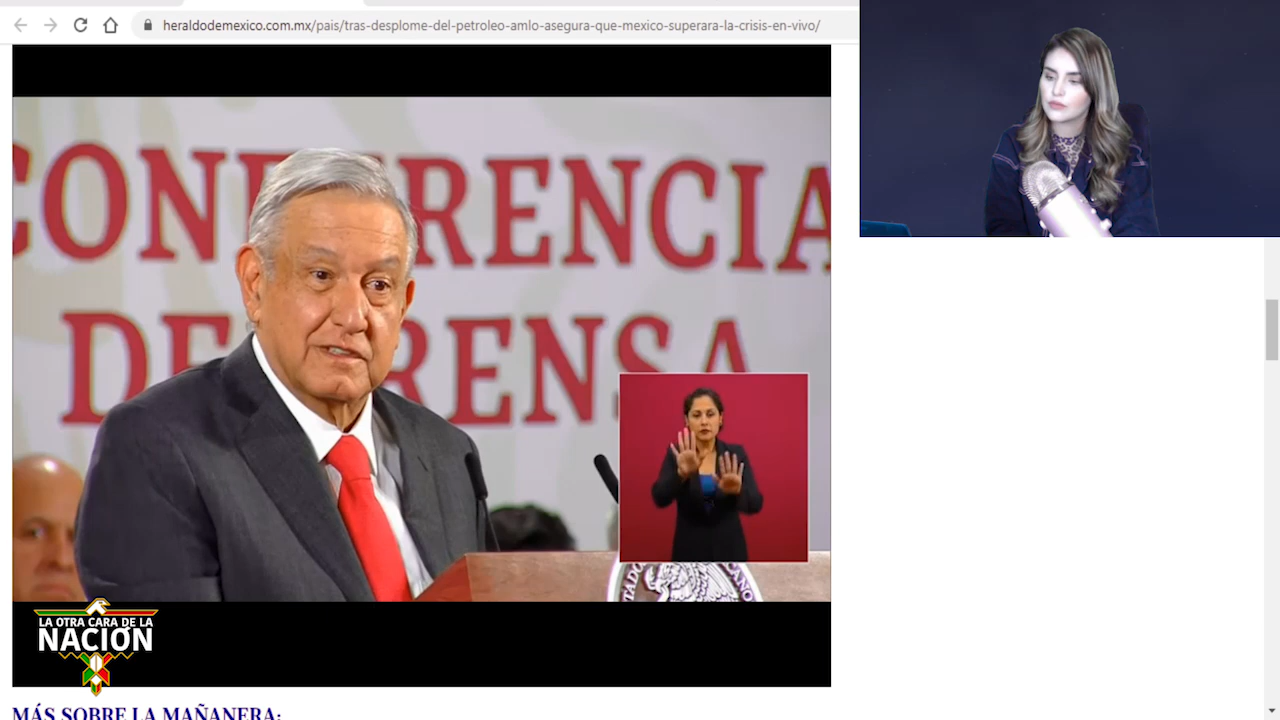 heraldodemexico.com.mx/pais/tras-desplome-del-petroleo-amlo-asegura-que-mexico-superara-la-crisis-en-vivo/
CONFERENCIA
DE PRENSA
LA OTRA CARA DE LA
NACIÓN
MÁS SOBRE LA MAÑANERA: